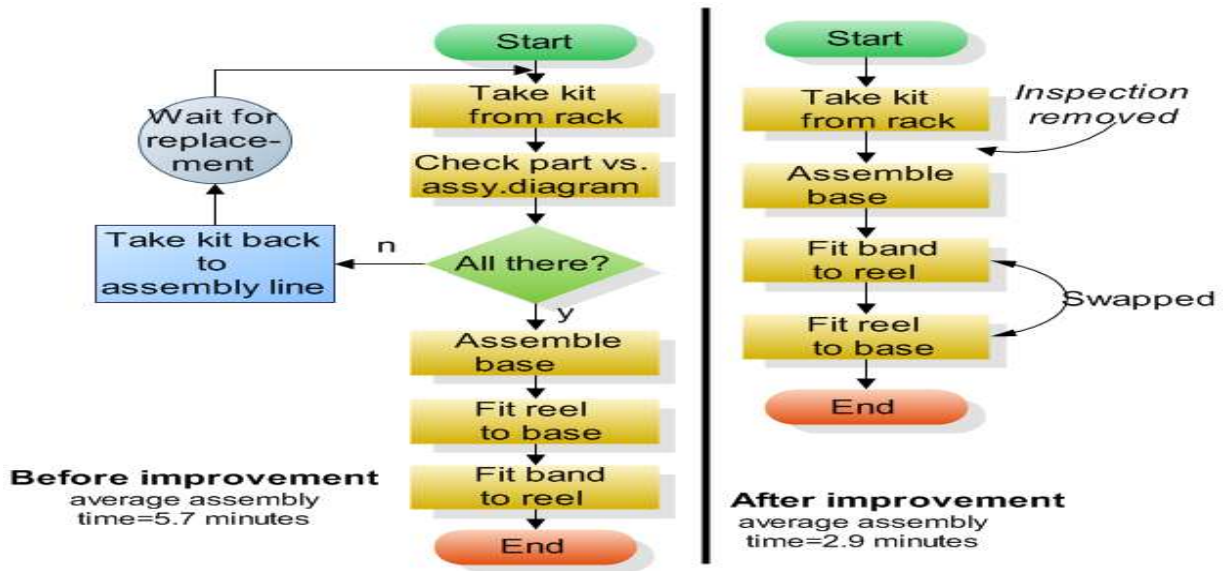 Start
Take kit
from rack
Check part vs.
assy.diagram
All there?
n
y
Take kit back
to
assembly line
Wait for
replace-
ment
Assemble
base
Fit reel
to base
Fit band
to reel
End
Before improvement
average assembly
time=5.7 minutes
Start
Take kit
from rack
Inspection
removed
Assemble
base
Fit band
to reel
Swapped
Fit reel
to base
End
After improvement
average assembly
time=2.9 minutes